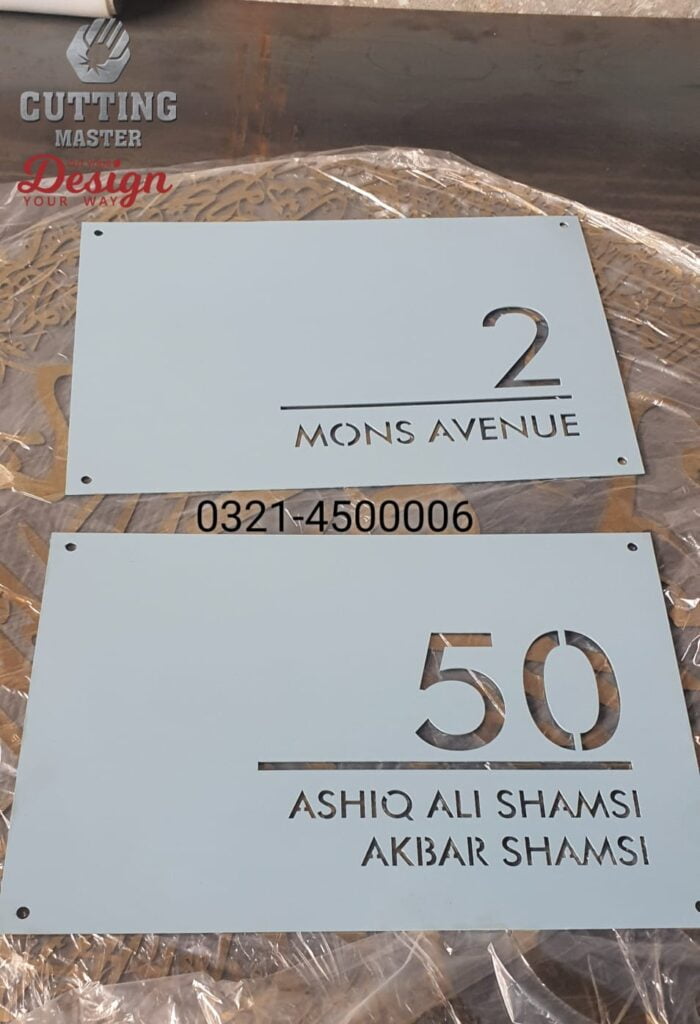 CUTTING
MASTER
Design
YOUR WAY
2
MONS AVENUE
0321-4500006
50
ASHIQ ALI SHAMSI
AKBAR SHAMSI